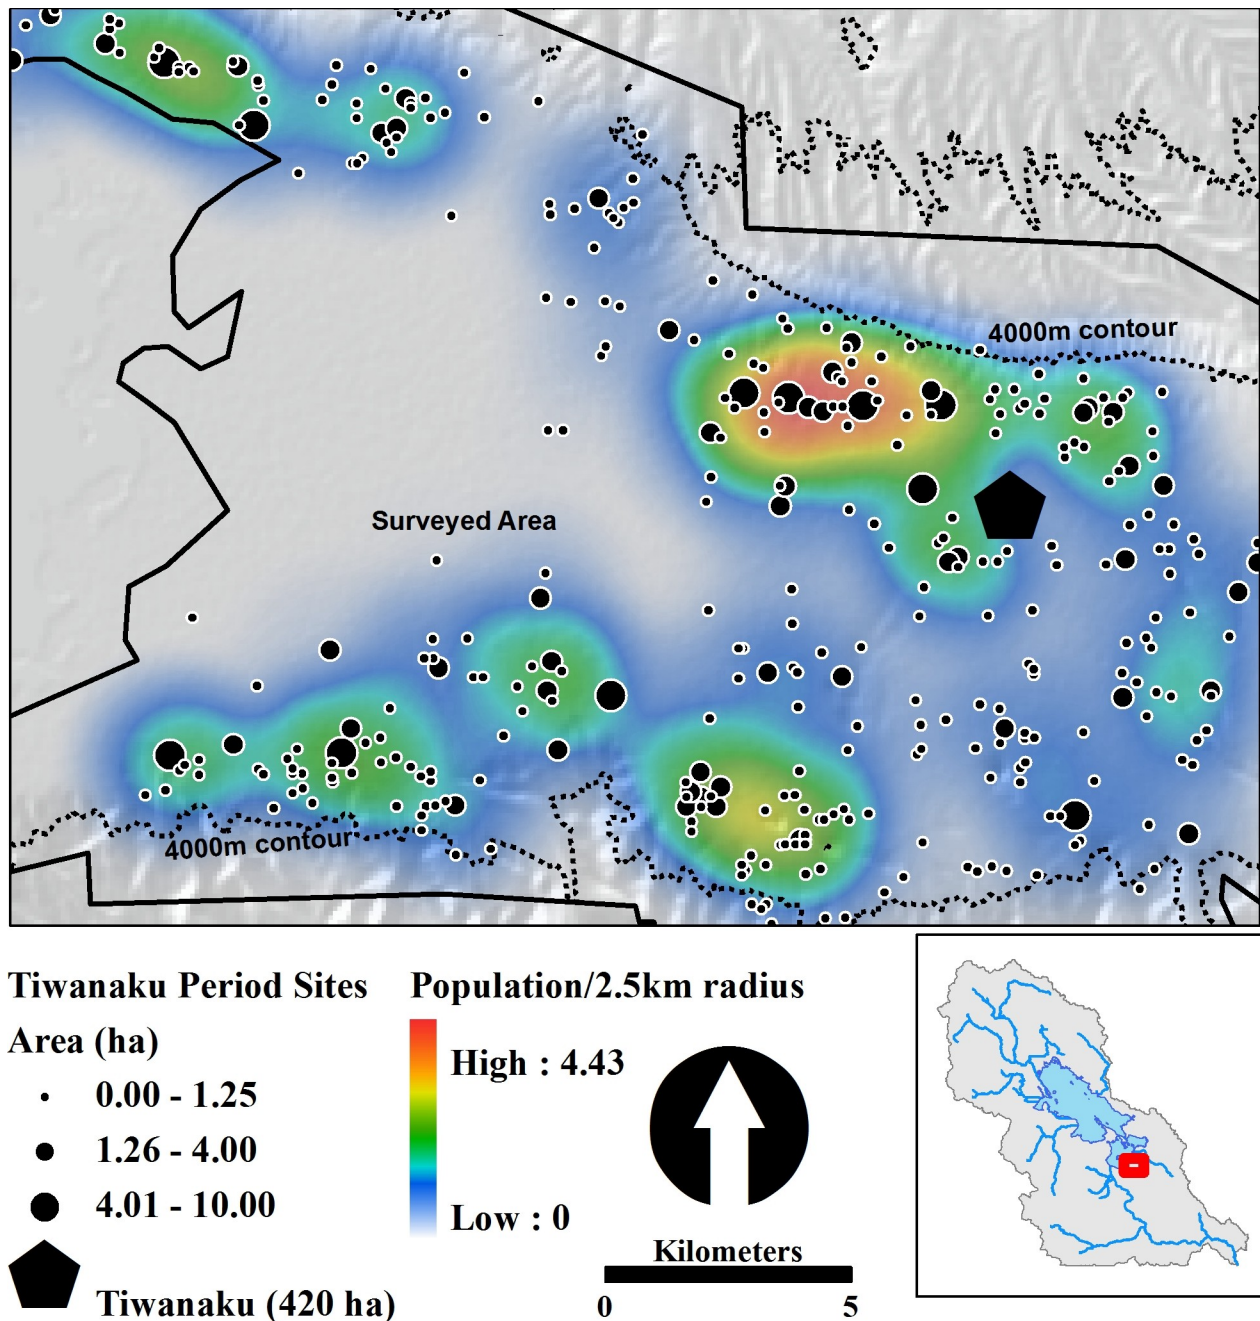 4000m contour
Surveyed Area
4000m contour
Tiwanaku Period Sites
Area (ha)
0.00 - 1.25
1.26 - 4.00
4.01 - 10.00
Tiwanaku (420 ha)
Population/2.5km radius
High : 4.43
Low : 0
Kilometers
0 5